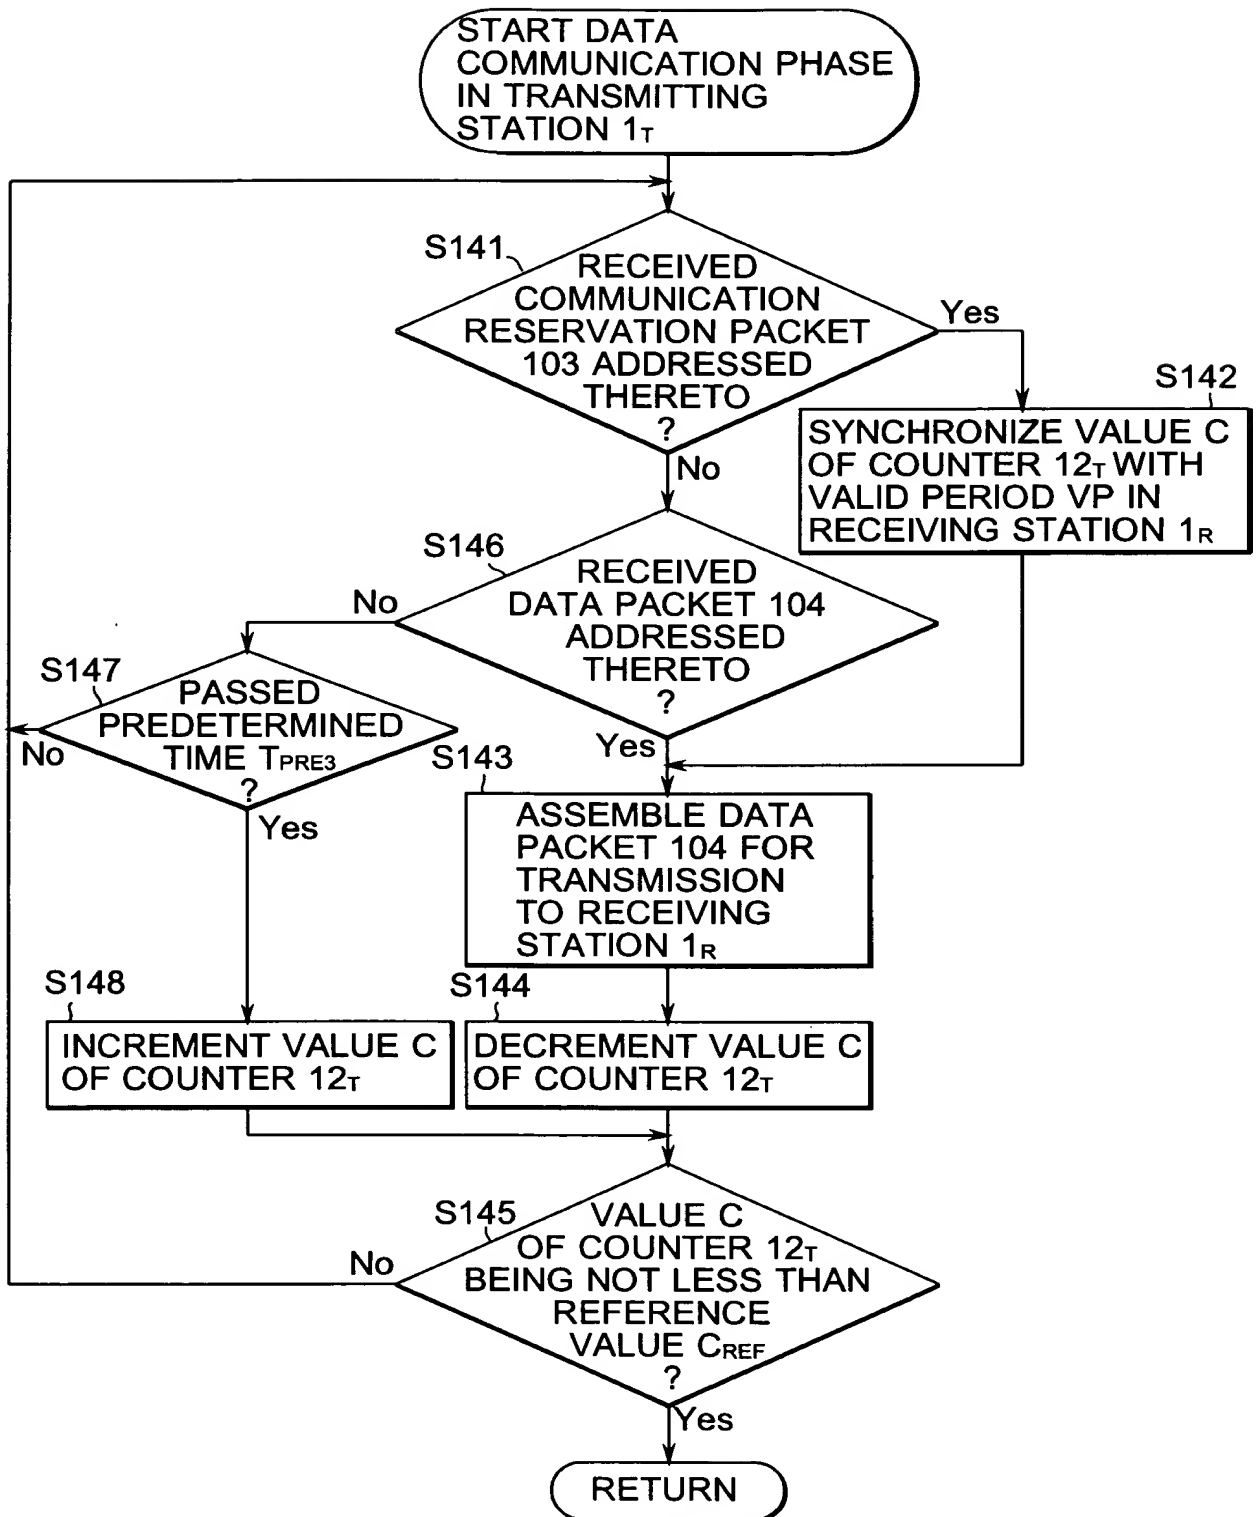 START DATA
COMMUNICATION PHASE
IN TRANSMITTING
STATION 1T
S141
RECEIVED
COMMUNICATION
RESERVATION PACKET
103 ADDRESSED
THERETO
?
Yes
No
S142
SYNCHRONIZE VALUE C
OF COUNTER 12T WITH
VALID PERIOD VP IN
RECEIVING STATION 1R
S146
RECEIVED
DATA PACKET 104
ADDRESSED
THERETO
?
No
Yes
S147
PASSED
PREDETERMINED
TIME TPRE3
?
No
Yes
S143
ASSEMBLE DATA
PACKET 104 FOR
TRANSMISSION
TO RECEIVING
STATION 1R
S148
INCREMENT VALUE C
OF COUNTER 12T
S144
DECREMENT VALUE C
OF COUNTER 12T
S145
VALUE C
OF COUNTER 12T
BEING NOT LESS THAN
REFERENCE
VALUE CREF
?
No
Yes
RETURN